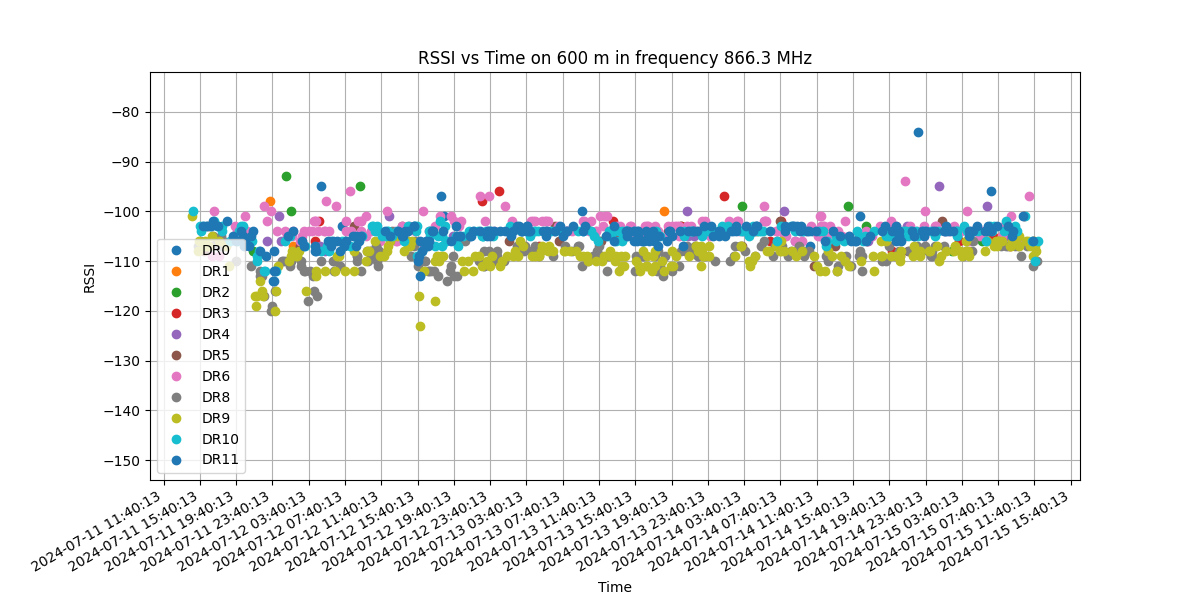 RSSI vs Time on 600 m in frequency 866.3 MHz
RSSI
−80
−90
−100
−110
−120
−130
−140
−150
DR0
DR1
DR2
DR3
DR4
DR5
DR6
DR8
DR9
DR10
DR11
2024-07-11 11:40:13
2024-07-11 15:40:13
2024-07-11 19:40:13
2024-07-11 23:40:13
2024-07-12 03:40:13
2024-07-12 07:40:13
2024-07-12 11:40:13
2024-07-12 15:40:13
2024-07-12 19:40:13
2024-07-12 23:40:13
2024-07-13 03:40:13
2024-07-13 07:40:13
2024-07-13 11:40:13
2024-07-13 15:40:13
2024-07-13 19:40:13
2024-07-13 23:40:13
2024-07-14 03:40:13
2024-07-14 07:40:13
2024-07-14 11:40:13
2024-07-14 15:40:13
2024-07-14 19:40:13
2024-07-14 23:40:13
2024-07-15 03:40:13
2024-07-15 07:40:13
2024-07-15 11:40:13
2024-07-15 15:40:13
Time